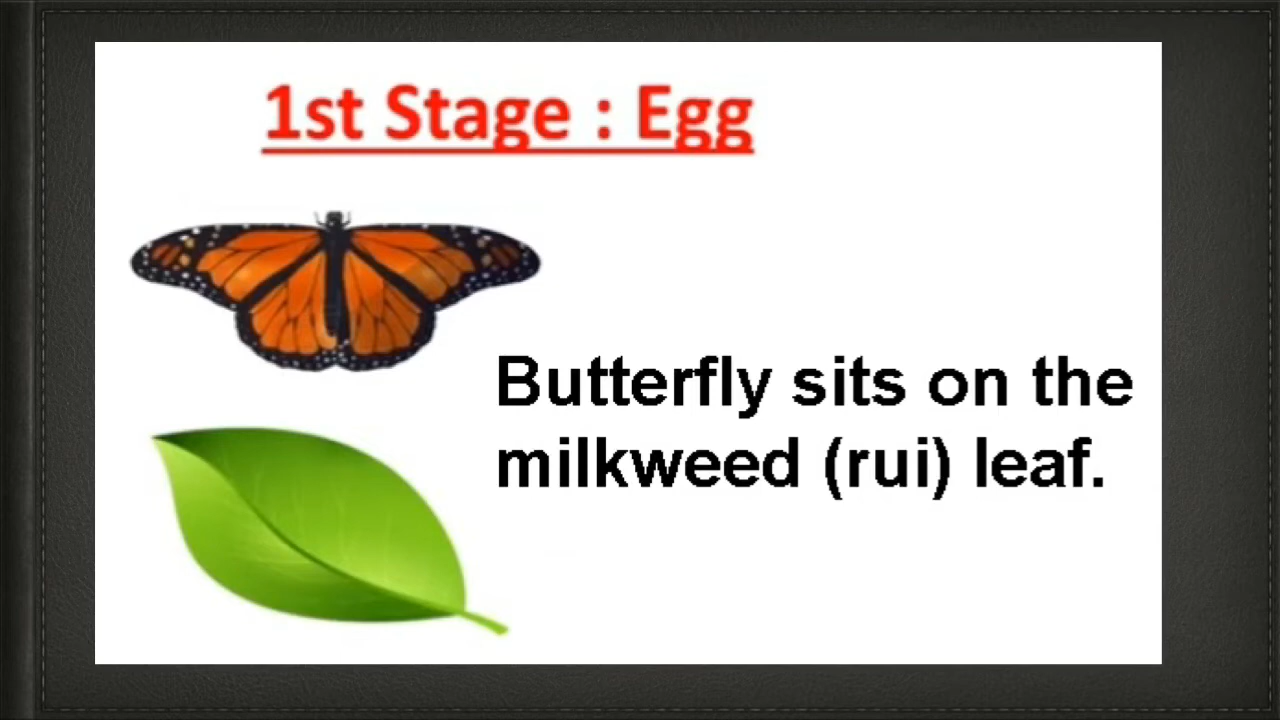 1st Stage : Egg
Butterfly sits on the
milkweed (rui) leaf.